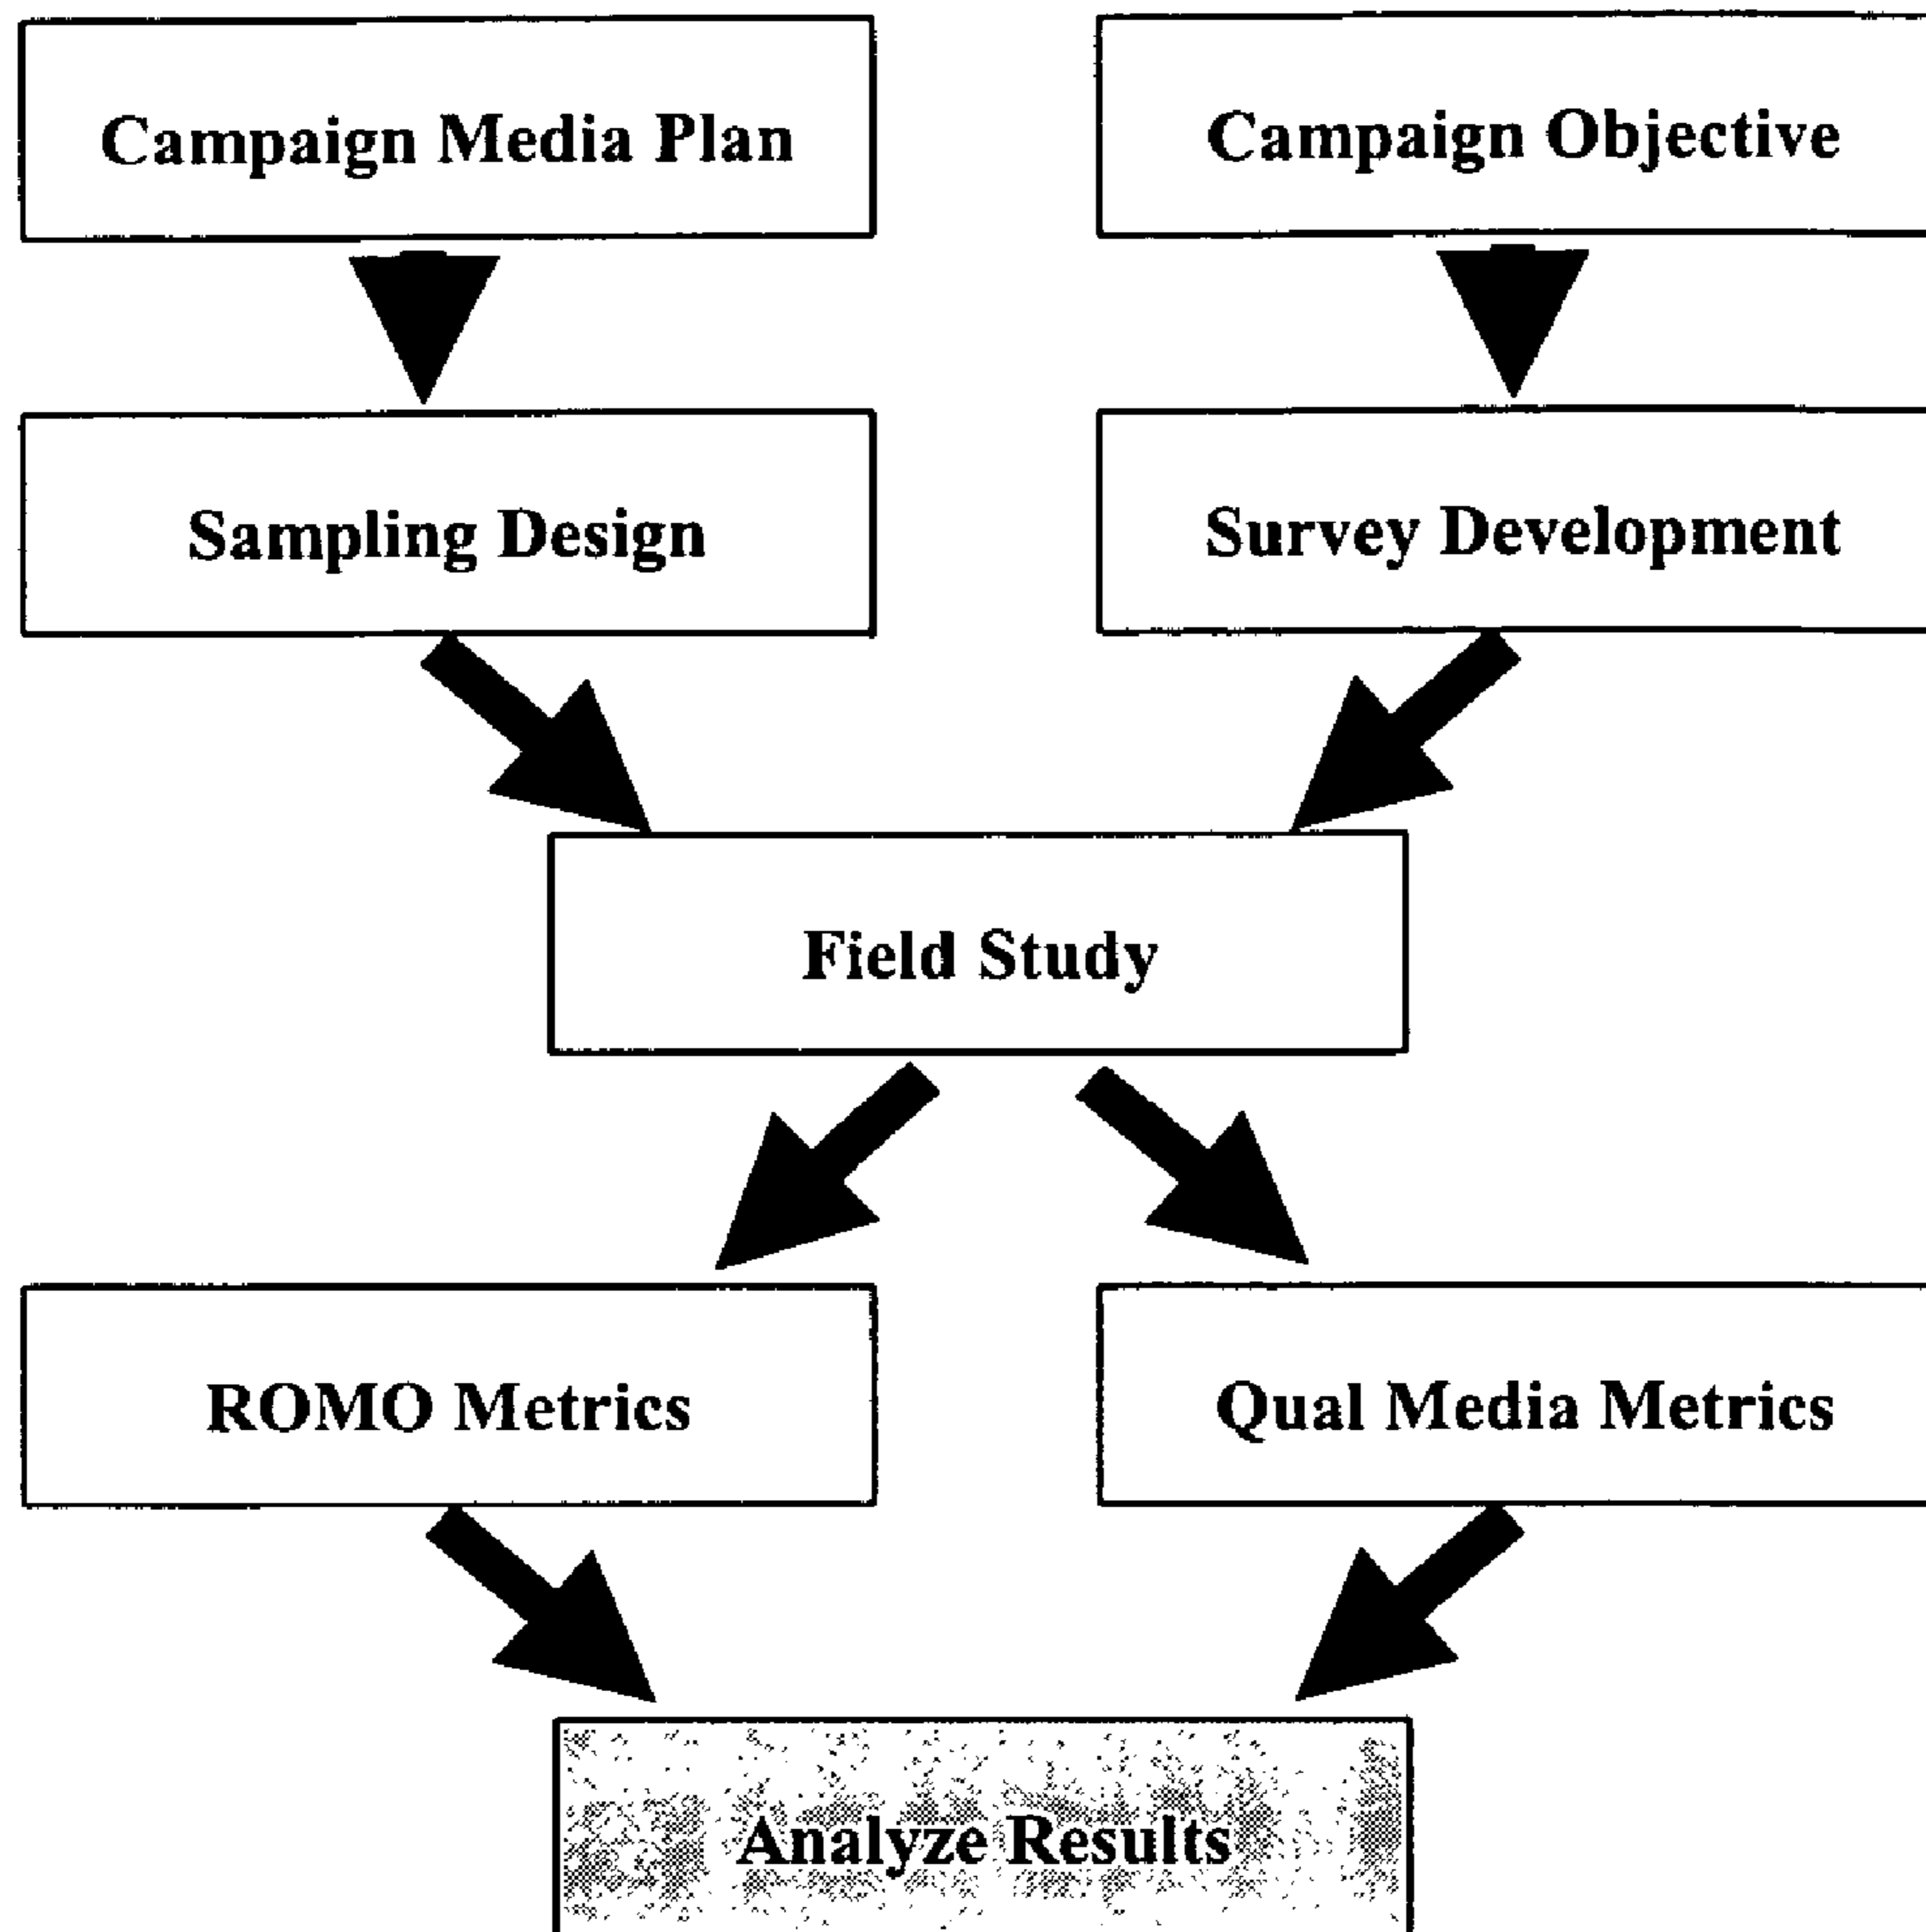 Campaign Media Plan
Campaign Objective
Sampling Design
Survey Development
Field Study
ROMO Metrics
Qual Media Metrics
Analyze Results